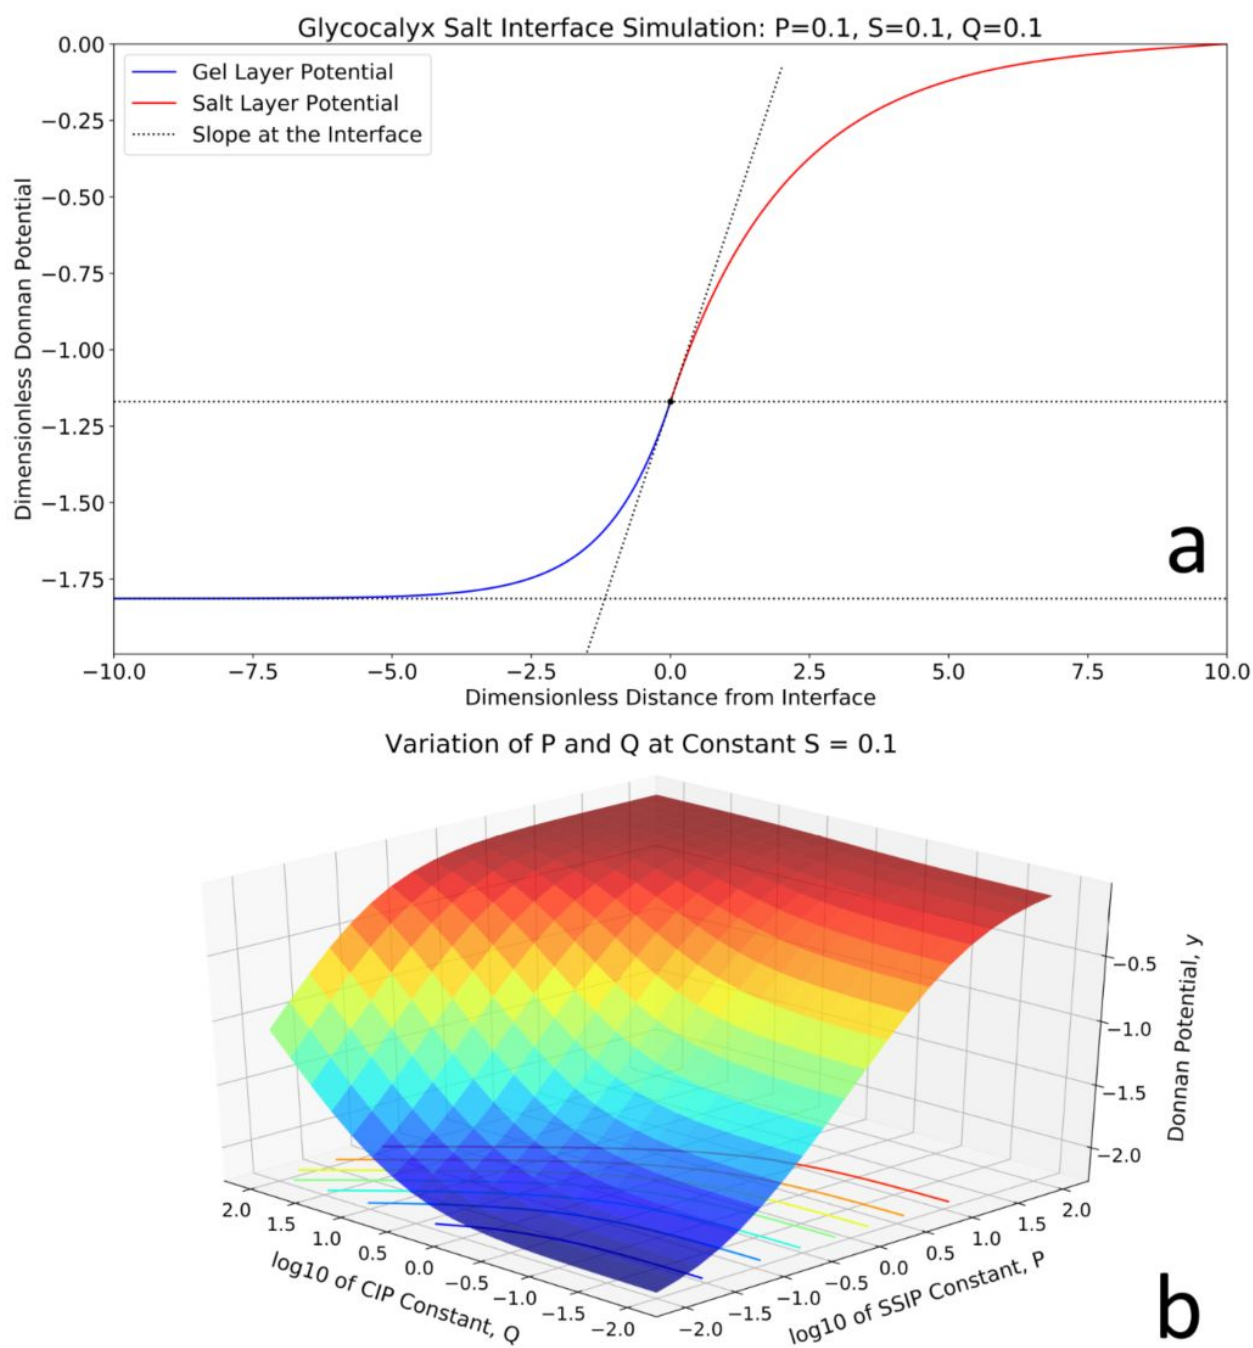 Glycocalyx Salt Interface Simulation: P=0.1, S=0.1, Q=0.1
0.00
−0.25
−0.50
−0.75
−1.00
−1.25
−1.50
−1.75
Dimensionless Donnan Potential
Gel Layer Potential
Salt Layer Potential
Slope at the Interface
a
−10.0 −7.5 −5.0 −2.5 0.0 2.5 5.0 7.5 10.0
Dimensionless Distance from Interface
Variation of P and Q at Constant S = 0.1
−0.5
−1.0
−1.5
−2.0
Donnan Potential, y
2.0 1.5 1.0 0.5 0.0 −0.5 −1.0 −1.5 −2.0
log10 of CIP Constant, Q
−2.0 −1.5 −1.0 −0.5 0.0 0.5 1.0 1.5 2.0
log10 of SSIP Constant, P
b